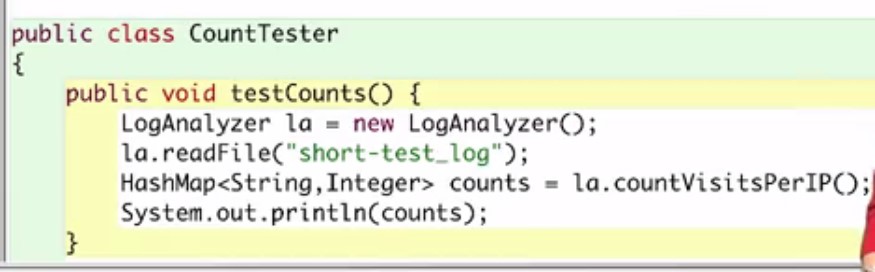 public class CountTester
{
public void testCounts() {
LogAnalyzer la = new LogAnalyzer();
la.readFile("short-test_log");
HashMap<String,Integer> counts = la.countVisitsPerIP();
System.out.println(counts);
}